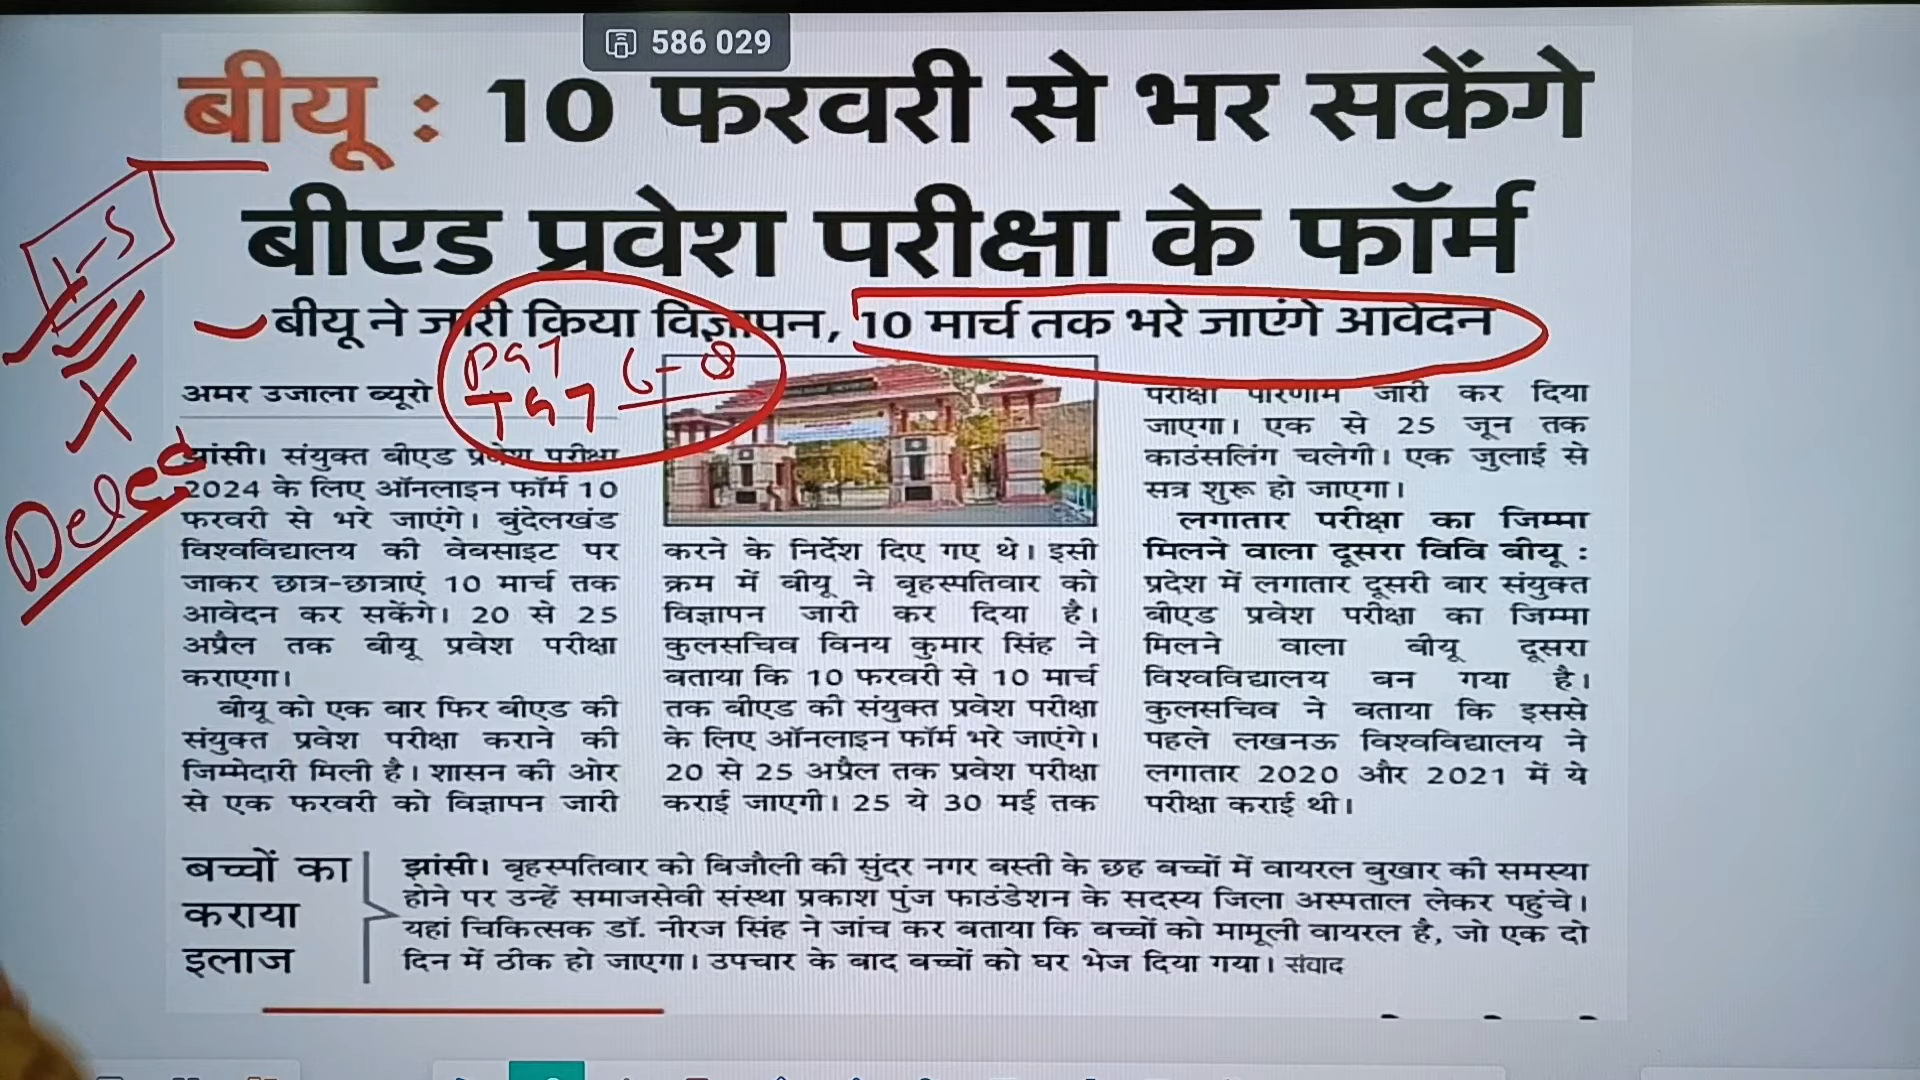 586 029
बीयू : 10 फरवरी से भर सकेंगे
बीएड प्रवेश परीक्षा के फॉर्म
बीयू ने जारी किया विज्ञापन, 10 मार्च तक भरे जाएंगे आवेदन
1-5
PGT
TGT 6-8
Deled
अमर उजाला ब्यूरो
झांसी। संयुक्त बीएड प्रवेश परीक्षा
2024 के लिए ऑनलाइन फॉर्म 10
फरवरी से भरे जाएंगे। बुंदेलखंड
विश्वविद्यालय की वेबसाइट पर
जाकर छात्र-छात्राएं 10 मार्च तक
आवेदन कर सकेंगे। 20 से 25
अप्रैल तक बीयू प्रवेश परीक्षा
कराएगा।
बीयू को एक बार फिर बीएड की
संयुक्त प्रवेश परीक्षा कराने की
जिम्मेदारी मिली है। शासन की ओर
से एक फरवरी को विज्ञापन जारी
करने के निर्देश दिए गए थे। इसी
क्रम में बीयू ने बृहस्पतिवार को
विज्ञापन जारी कर दिया है।
कुलसचिव विनय कुमार सिंह ने
बताया कि 10 फरवरी से 10 मार्च
तक बीएड की संयुक्त प्रवेश परीक्षा
के लिए ऑनलाइन फॉर्म भरे जाएंगे।
20 से 25 अप्रैल तक प्रवेश परीक्षा
कराई जाएगी। 25 ये 30 मई तक
परीक्षा परिणाम जारी कर दिया
जाएगा। एक से 25 जून तक
काउंसलिंग चलेगी। एक जुलाई से
सत्र शुरू हो जाएगा।
लगातार परीक्षा का जिम्मा
मिलने वाला दूसरा विवि बीयू :
प्रदेश में लगातार दूसरी बार संयुक्त
बीएड प्रवेश परीक्षा का जिम्मा
मिलने वाला बीयू दूसरा
विश्वविद्यालय बन गया है।
कुलसचिव ने बताया कि इससे
पहले लखनऊ विश्वविद्यालय ने
लगातार 2020 और 2021 में ये
परीक्षा कराई थी।
बच्चों का
कराया
इलाज
झांसी। बृहस्पतिवार को बिजौली की सुंदर नगर बस्ती के छह बच्चों में वायरल बुखार की समस्या
होने पर उन्हें समाजसेवी संस्था प्रकाश पुंज फाउंडेशन के सदस्य जिला अस्पताल लेकर पहुंचे।
यहां चिकित्सक डॉ. नीरज सिंह ने जांच कर बताया कि बच्चों को मामूली वायरल है, जो एक दो
दिन में ठीक हो जाएगा। उपचार के बाद बच्चों को घर भेज दिया गया। संवाद